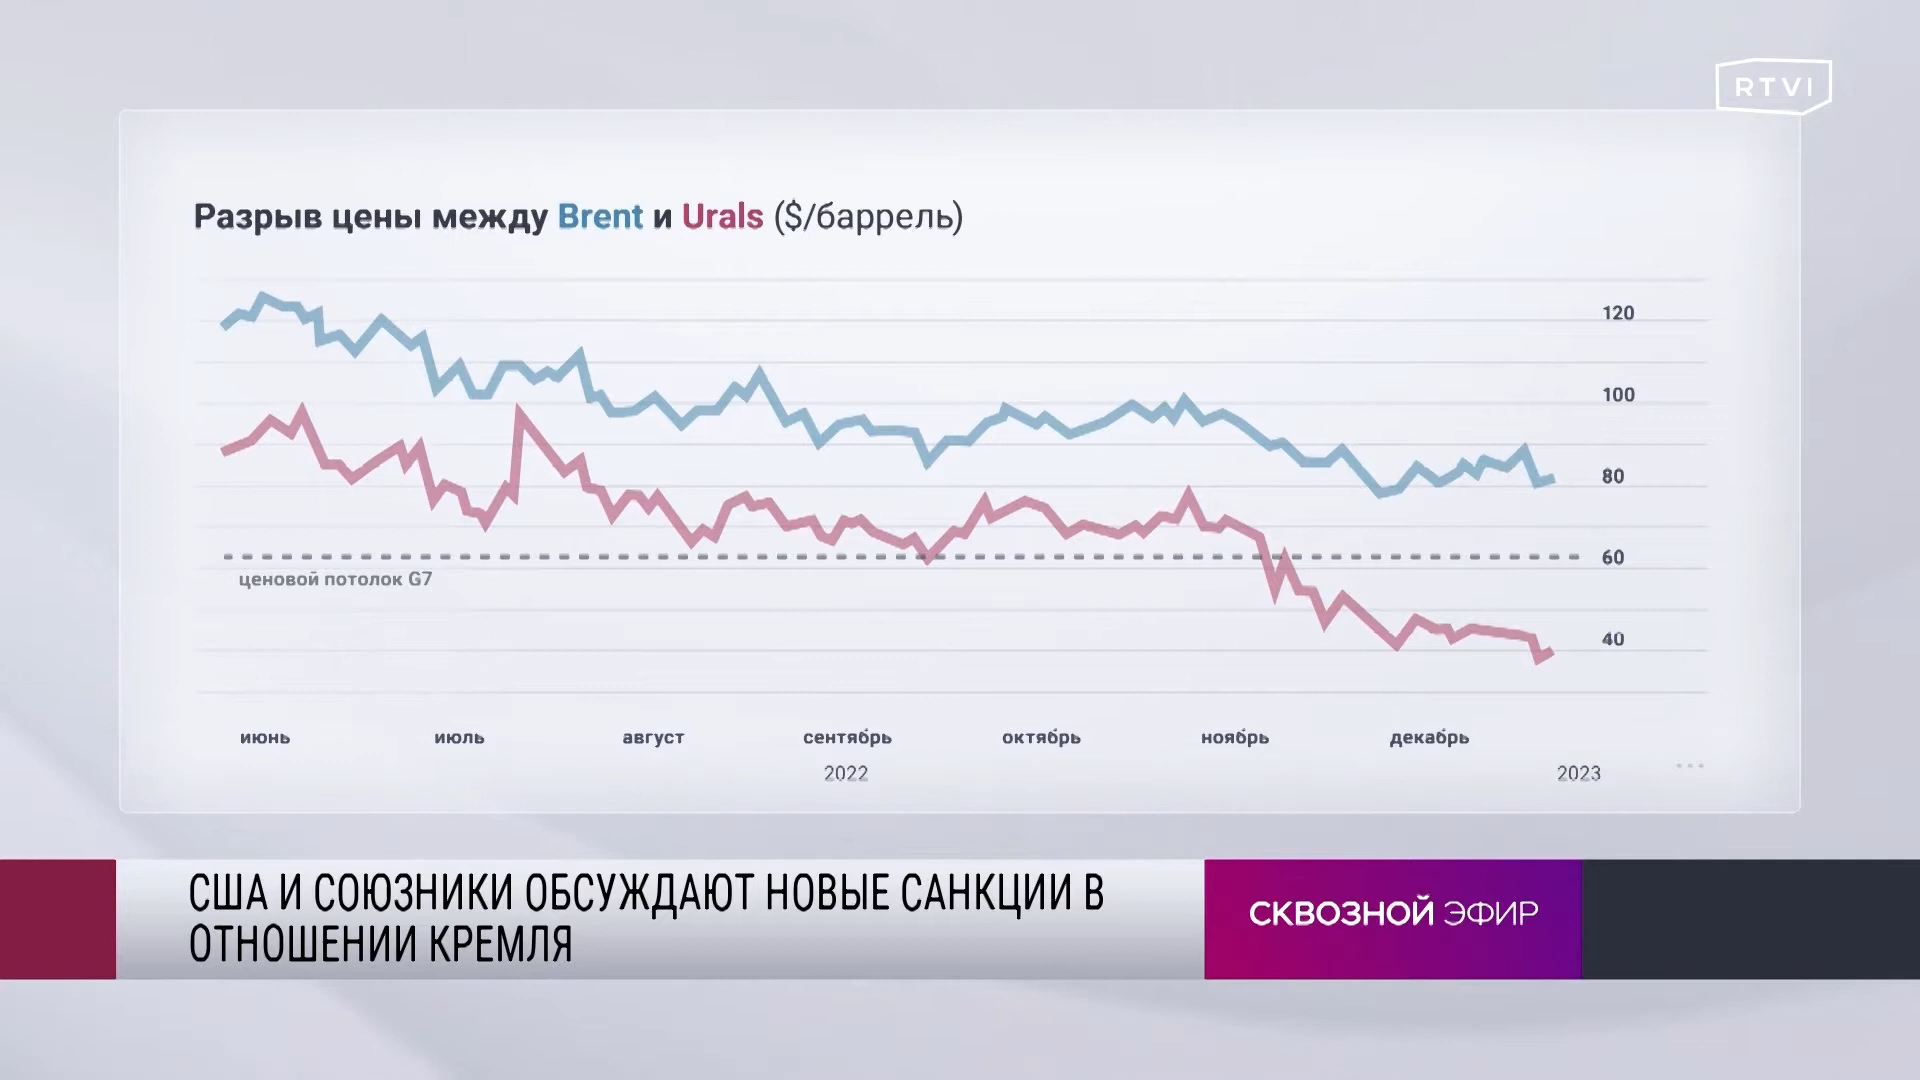 RTVI
Разрыв цены между Brent и Urals ($/баррель)
120
100
80
60
ценовой потолок G7
40
июнь июль август сентябрь октябрь ноябрь декабрь
2022 2023
США И СОЮЗНИКИ ОБСУЖДАЮТ НОВЫЕ САНКЦИИ В
ОТНОШЕНИИ КРЕМЛЯ
СКВОЗНОЙ ЭФИР